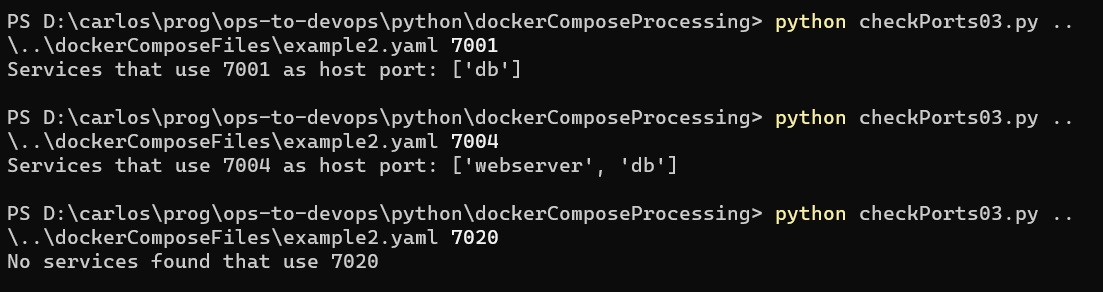 PS D:\carlos\prog\ops-to-devops\python\dockerComposeProcessing> python checkPorts03.py ..
\..\dockerComposeFiles\example2.yaml 7001
Services that use 7001 as host port: ['db']
PS D:\carlos\prog\ops-to-devops\python\dockerComposeProcessing> python checkPorts03.py ..
\..\dockerComposeFiles\example2.yaml 7004
Services that use 7004 as host port: ['webserver', 'db']
PS D:\carlos\prog\ops-to-devops\python\dockerComposeProcessing> python checkPorts03.py ..
\..\dockerComposeFiles\example2.yaml 7020
No services found that use 7020